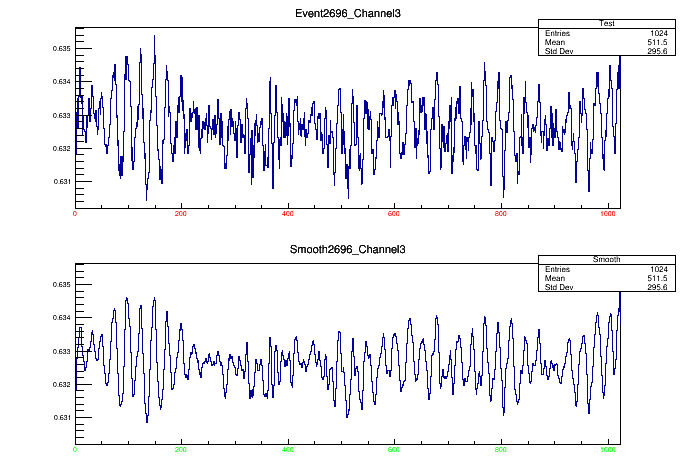 Event2696_Channel3
Test
Entries 1024
Mean 511.5
Std Dev 295.6
0.635
0.634
0.633
0.632
0.631
0 200 400 600 800 1000
Smooth2696_Channel3
Smooth
Entries 1024
Mean 511.5
Std Dev 295.6
0.635
0.634
0.633
0.632
0.631
0 200 400 600 800 1000